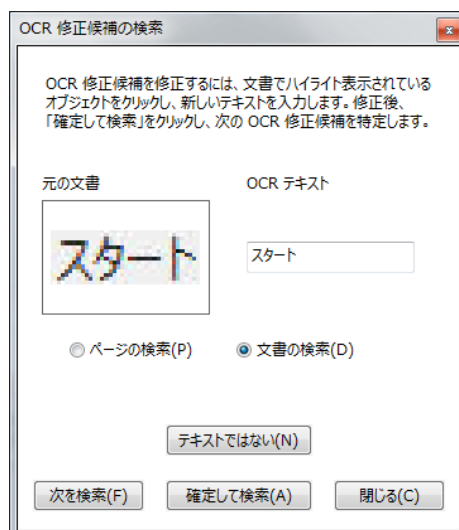 OCR 修正候補の検索
OCR 修正候補を修正するには、文書でハイライト表示されている
オブジェクトをクリックし、新しいテキストを入力します。修正後、
「確定して検索」をクリックし、次の OCR 修正候補を特定します。
元の文書
OCR テキスト
スタート
スタート
ページの検索(P)
文書の検索(D)
テキストではない(N)
次を検索(F)
確定して検索(A)
閉じる(C)